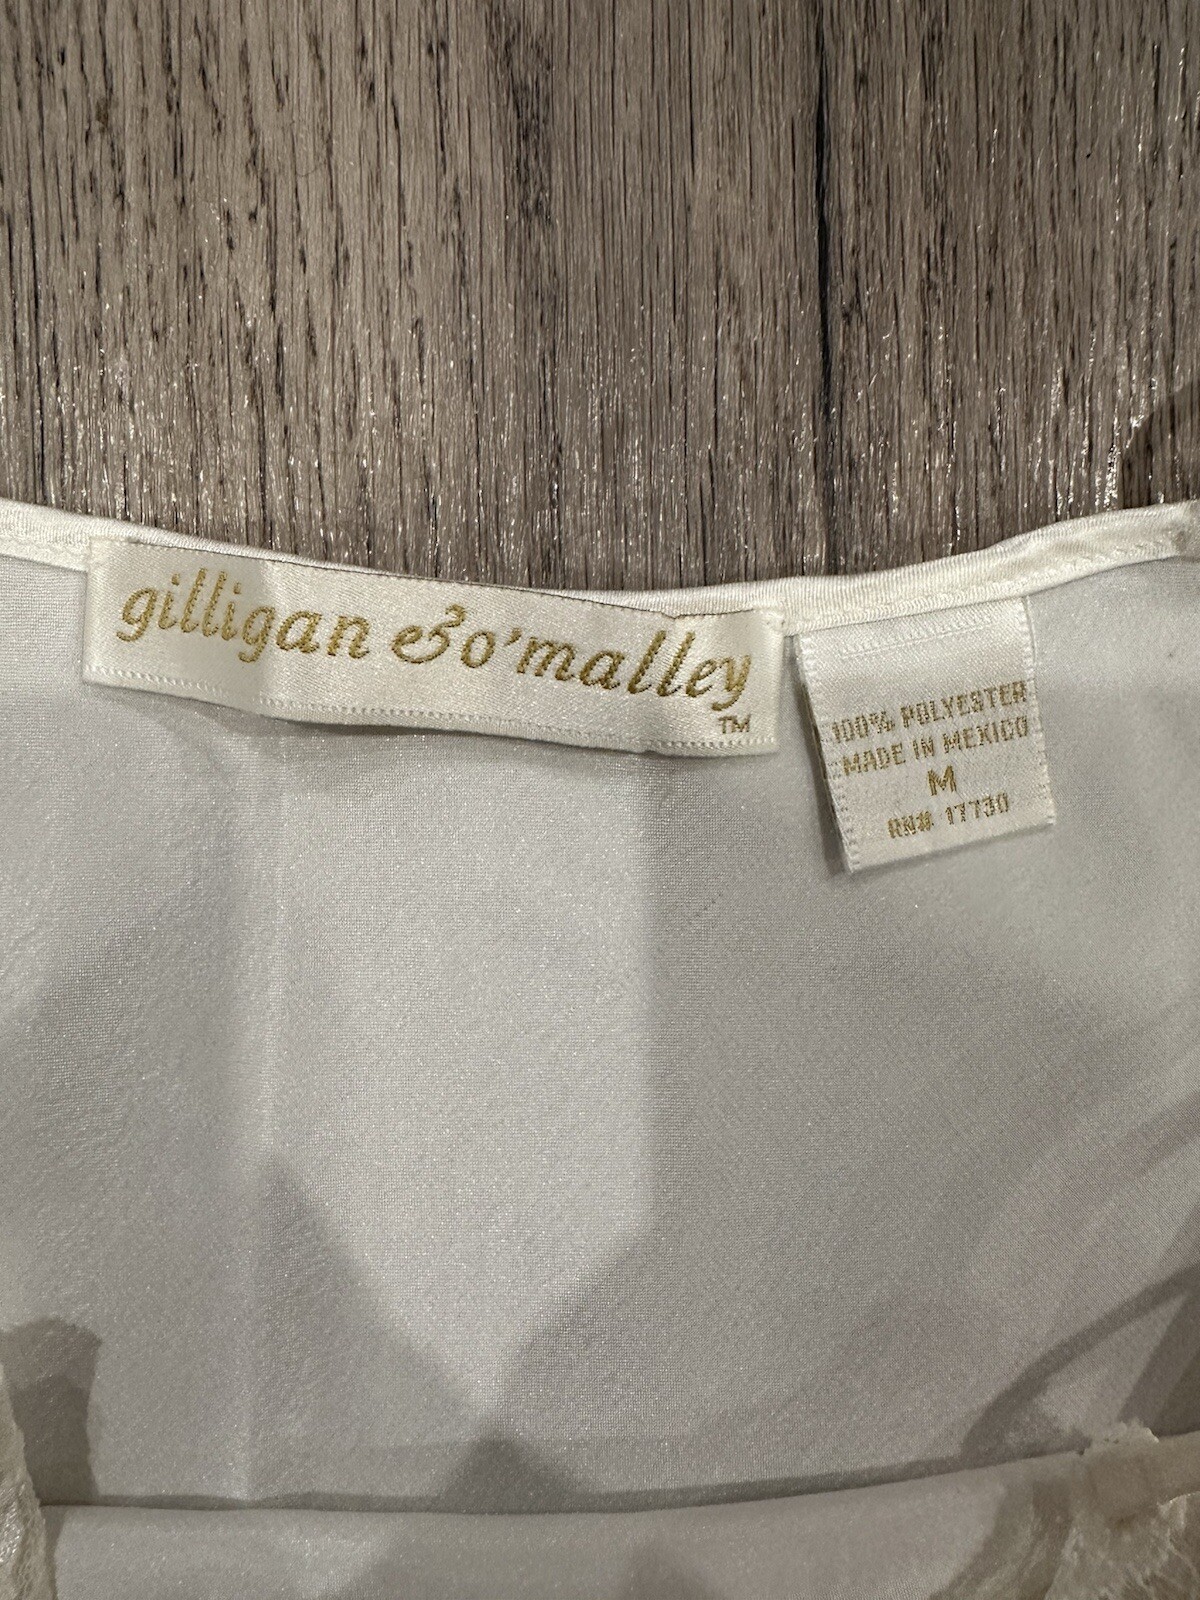 gilligan & o'malley
TM
100% POLYESTER
MADE IN MEXICO
M
RN# 17730